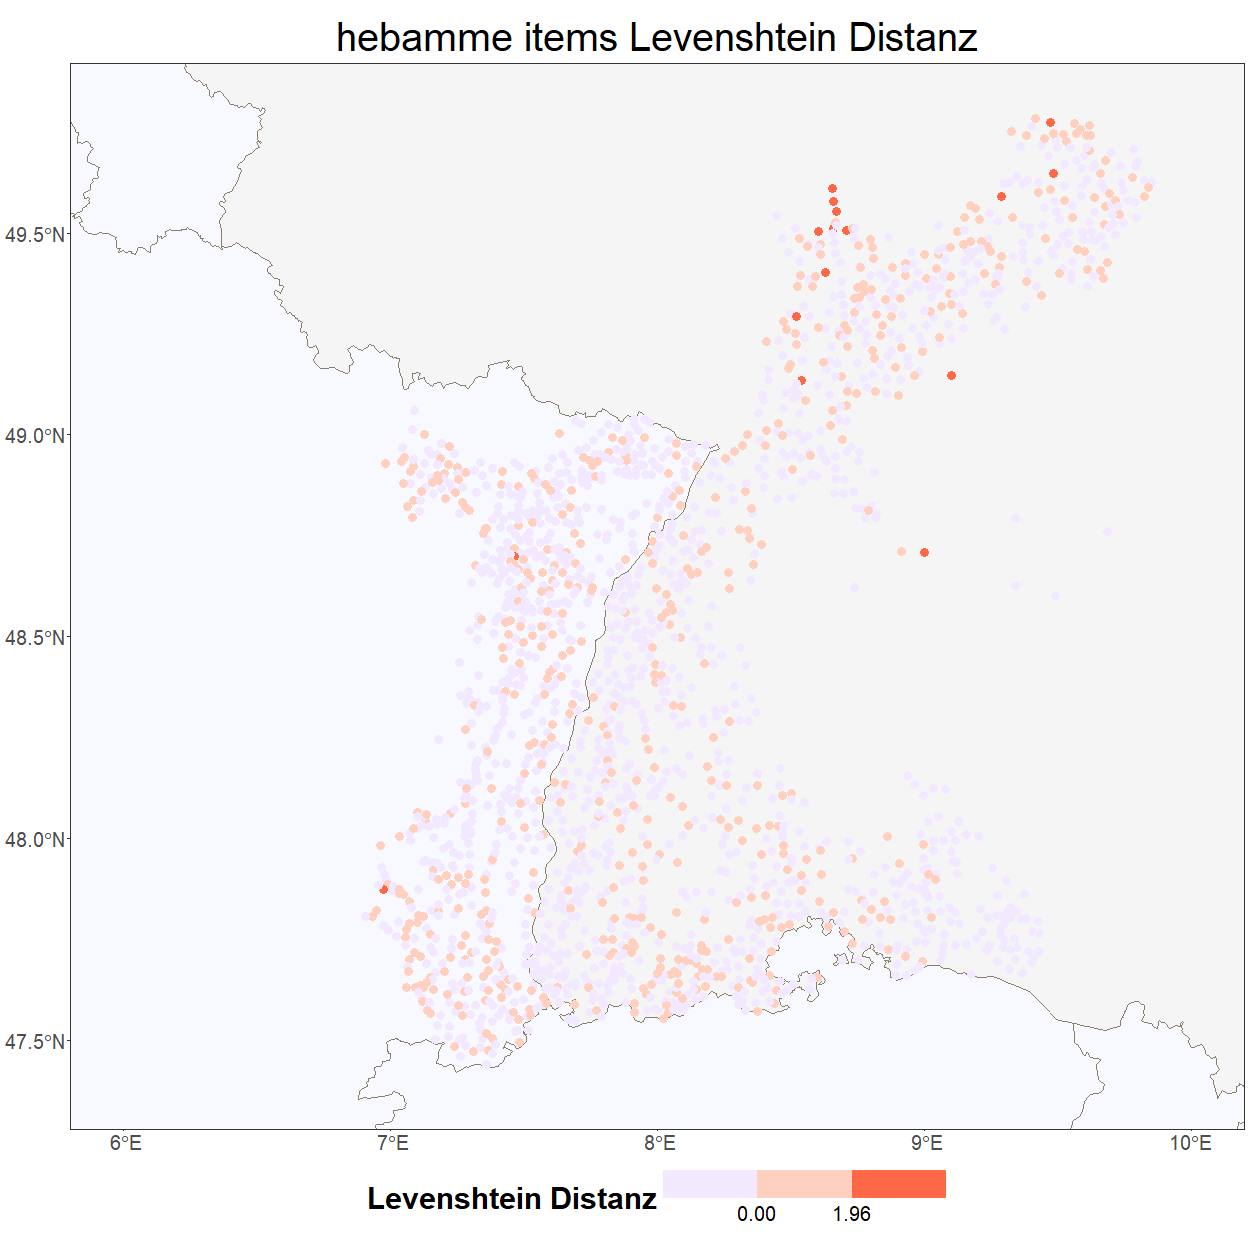 hebamme items Levenshtein Distanz
49.5°N
49.0°N
48.5°N
48.0°N
47.5°N
6°E 7°E 8°E 9°E 10°E
Levenshtein Distanz
0.00 1.96